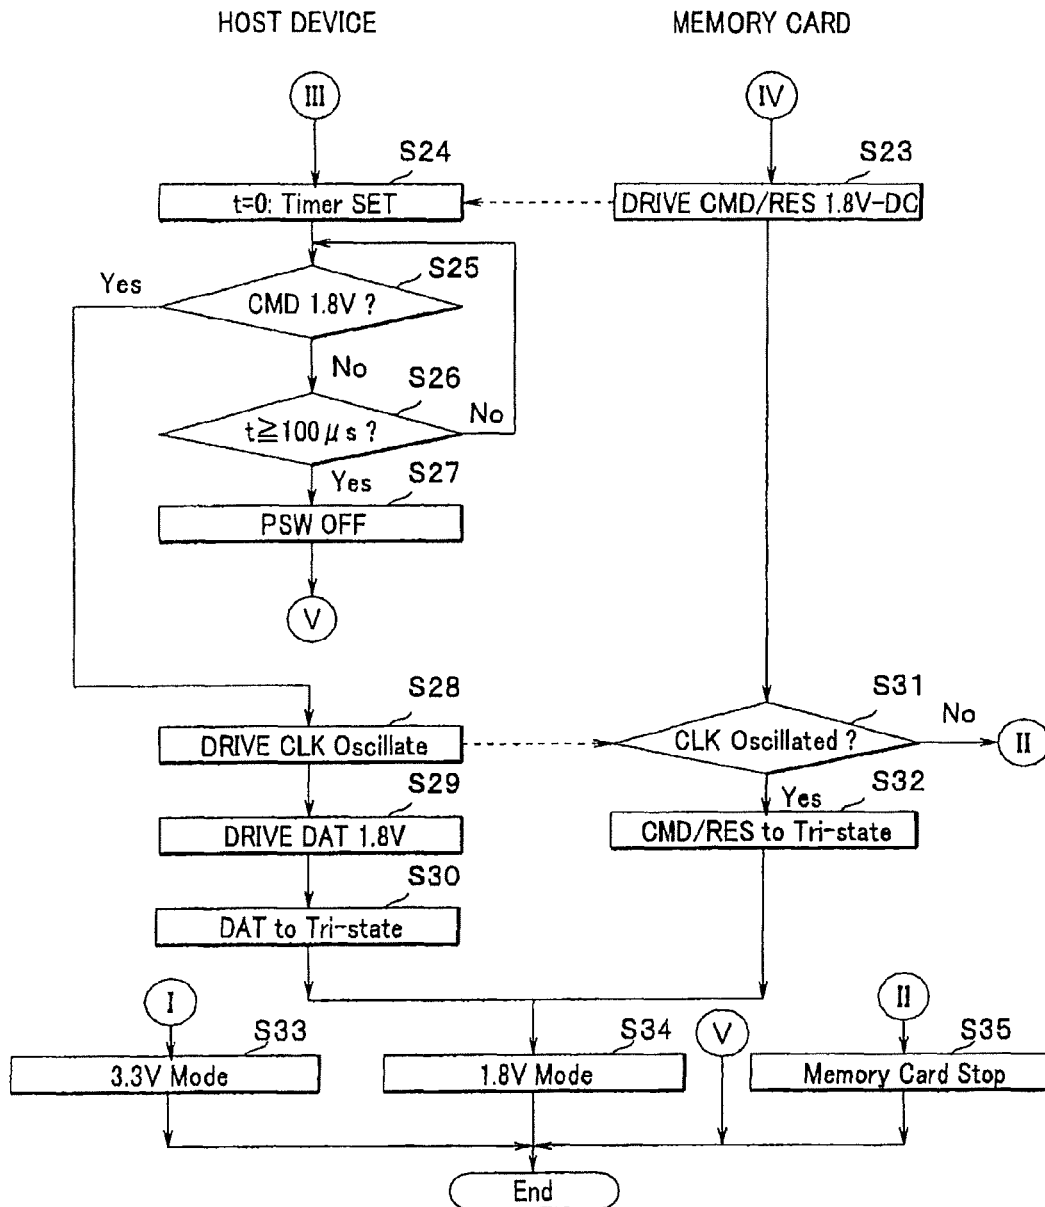 HOST DEVICE
MEMORY CARD
III
IV
S24
S23
t=0: Timer SET
DRIVE CMD/RES 1.8V-DC
S25
Yes
CMD 1.8V ?
No
S26
t≧100μs ?
No
Yes
S27
PSW OFF
V
S28
S31
DRIVE CLK Oscillate
CLK Oscillated ?
No
II
S29
Yes
S32
DRIVE DAT 1.8V
CMD/RES to Tri-state
S30
DAT to Tri-state
I
II
S33
S34
V
S35
3.3V Mode
1.8V Mode
Memory Card Stop
End